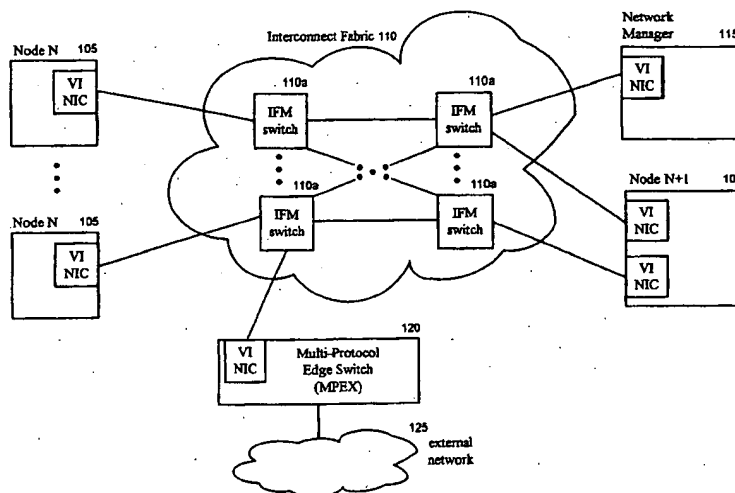 Node N 105
VI
NIC
Interconnect Fabric 110
110a
IFM
switch
110a
IFM
switch
Network
Manager 115
VI
NIC
Node N 105
VI
NIC
110a
IFM
switch
110a
IFM
switch
Node N+1 10
VI
NIC
VI
NIC
120
VI
NIC
Multi-Protocol
Edge Switch
(MPEX)
125
external
network